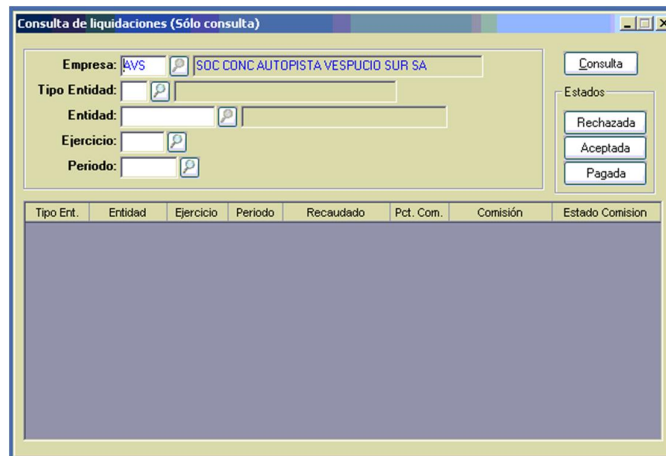 Consulta de liquidaciones (Sólo consulta)
Empresa: AVS SOC CONC AUTOPISTA VESPUCIO SUR SA
Consulta
Tipo Entidad:
Estados
Entidad:
Rechazada
Ejercicio:
Aceptada
Periodo:
Pagada
Tipo Ent. Entidad Ejercicio Periodo Recaudado Pct. Com. Comisión Estado Comision